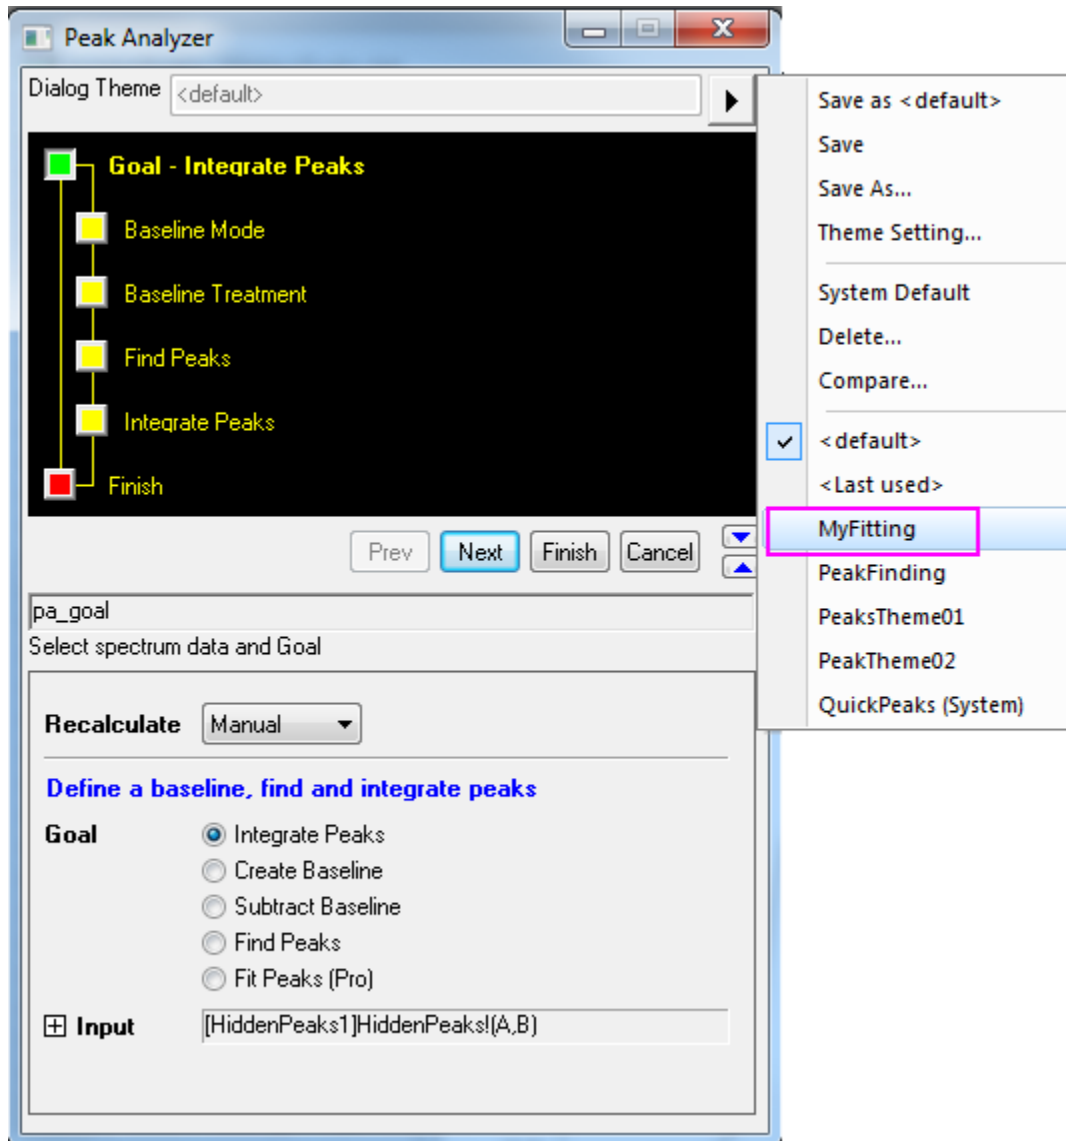 Peak Analyzer
Dialog Theme <default>
Goal - Integrate Peaks
Baseline Mode
Baseline Treatment
Find Peaks
Integrate Peaks
Finish
Prev Next Finish Cancel
pa_goal
Select spectrum data and Goal
Recalculate Manual
Define a baseline, find and integrate peaks
Goal Integrate Peaks
Create Baseline
Subtract Baseline
Find Peaks
Fit Peaks (Pro)
Input [HiddenPeaks1]HiddenPeaks!(A,B)
Save as <default>
Save
Save As...
Theme Setting...
System Default
Delete...
Compare...
<default>
<Last used>
MyFitting
PeakFinding
PeaksTheme01
PeakTheme02
QuickPeaks (System)